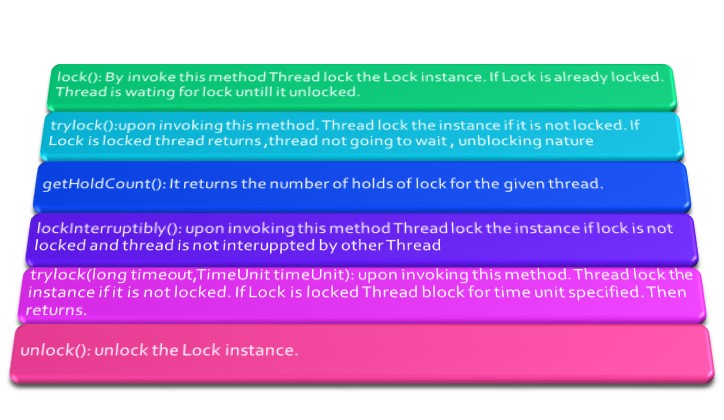 lock(): By invoke this method Thread lock the Lock instance. If Lock is already locked.
Thread is wating for lock untill it unlocked.
trylock():upon invoking this method. Thread lock the instance if it is not locked. If
Lock is locked thread returns ,thread not going to wait , unblocking nature
getHoldCount(): It returns the number of holds of lock for the given thread.
lockInterruptibly(): upon invoking this method Thread lock the instance if lock is not
locked and thread is not interuppted by other Thread
trylock(long timeout,TimeUnit timeUnit): upon invoking this method. Thread lock the
instance if it is not locked. If Lock is locked Thread block for time unit specified. Then
returns.
unlock(): unlock the Lock instance.